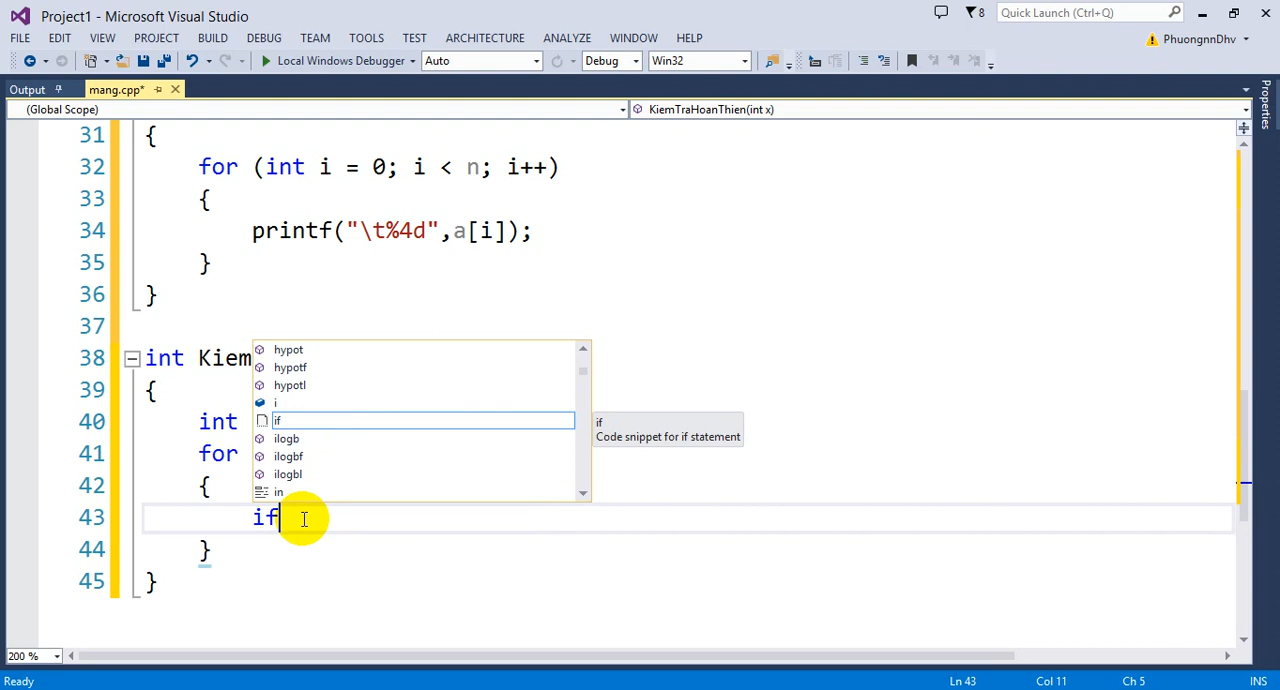 Project1 - Microsoft Visual Studio
8
Quick Launch (Ctrl+Q)
FILE EDIT VIEW PROJECT BUILD DEBUG TEAM TOOLS TEST ARCHITECTURE ANALYZE WINDOW HELP
PhuongnnDhv
Local Windows Debugger Auto Debug Win32
Output mang.cpp*
Properties
(Global Scope) KiemTraHoanThien(int x)
31 {
32 for (int i = 0; i < n; i++)
33 {
34 printf("\t%4d",a[i]);
35 }
36 }
37
38 int Kiem
39 {
40 int
41 for
42 {
43 if
44 }
45 }
hypot
hypotf
hypotl
i
if
ilogb
ilogbf
ilogbl
in
if
Code snippet for if statement
200 %
Ready Ln 43 Col 11 Ch 5 INS